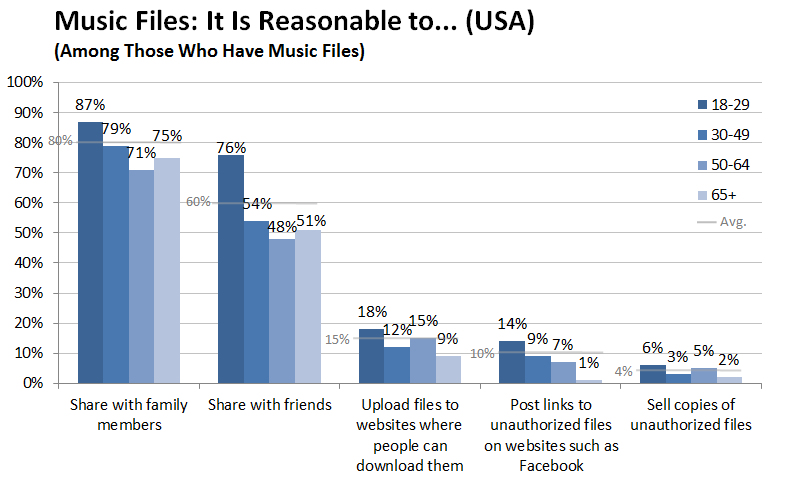 Music Files: It Is Reasonable to... (USA)
(Among Those Who Have Music Files)
100%
90%
80%
70%
60%
50%
40%
30%
20%
10%
0%
87%
79%
71%
75%
80%
76%
54%
48%
51%
60%
18%
12%
15%
9%
15%
14%
9%
7%
1%
10%
6%
3%
5%
2%
4%
18-29
30-49
50-64
65+
Avg.
Share with family
members
Share with friends
Upload files to
websites where
people can
download them
Post links to
unauthorized files
on websites such as
Facebook
Sell copies of
unauthorized files